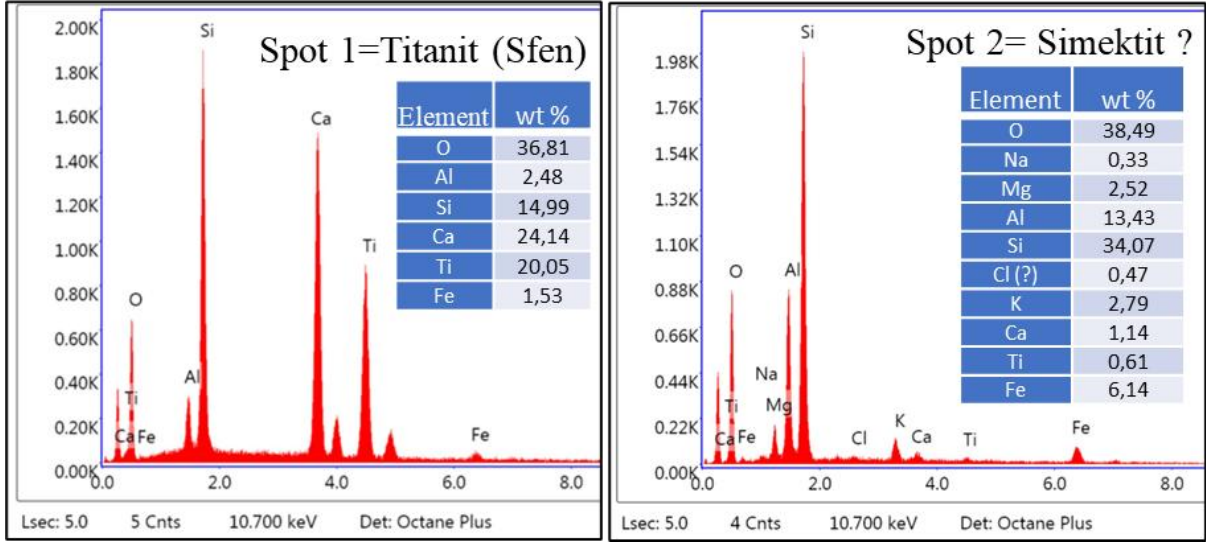 Spot 1=Titanit (Sfen)
2.00K
1.80K
1.60K
1.40K
1.20K
1.00K
0.80K
0.60K
0.40K
0.20K
0.00K
Si
Ca
Ti
O
Al
Ti
Ca Fe
Fe
0.0 2.0 4.0 6.0 8.0
Element wt %
O 36,81
Al 2,48
Si 14,99
Ca 24,14
Ti 20,05
Fe 1,53
Lsec: 5.0 5 Cnts 10.700 keV Det: Octane Plus
Spot 2= Simektit ?
1.98K
1.76K
1.54K
1.32K
1.10K
0.88K
0.66K
0.44K
0.22K
0.00K
Si
O
Al
Na
Mg
Ti
Ca Fe
Cl
K
Ca
Ti
Fe
0.0 2.0 4.0 6.0 8.0
Element wt %
O 38,49
Na 0,33
Mg 2,52
Al 13,43
Si 34,07
Cl (?) 0,47
K 2,79
Ca 1,14
Ti 0,61
Fe 6,14
Lsec: 5.0 4 Cnts 10.700 keV Det: Octane Plus